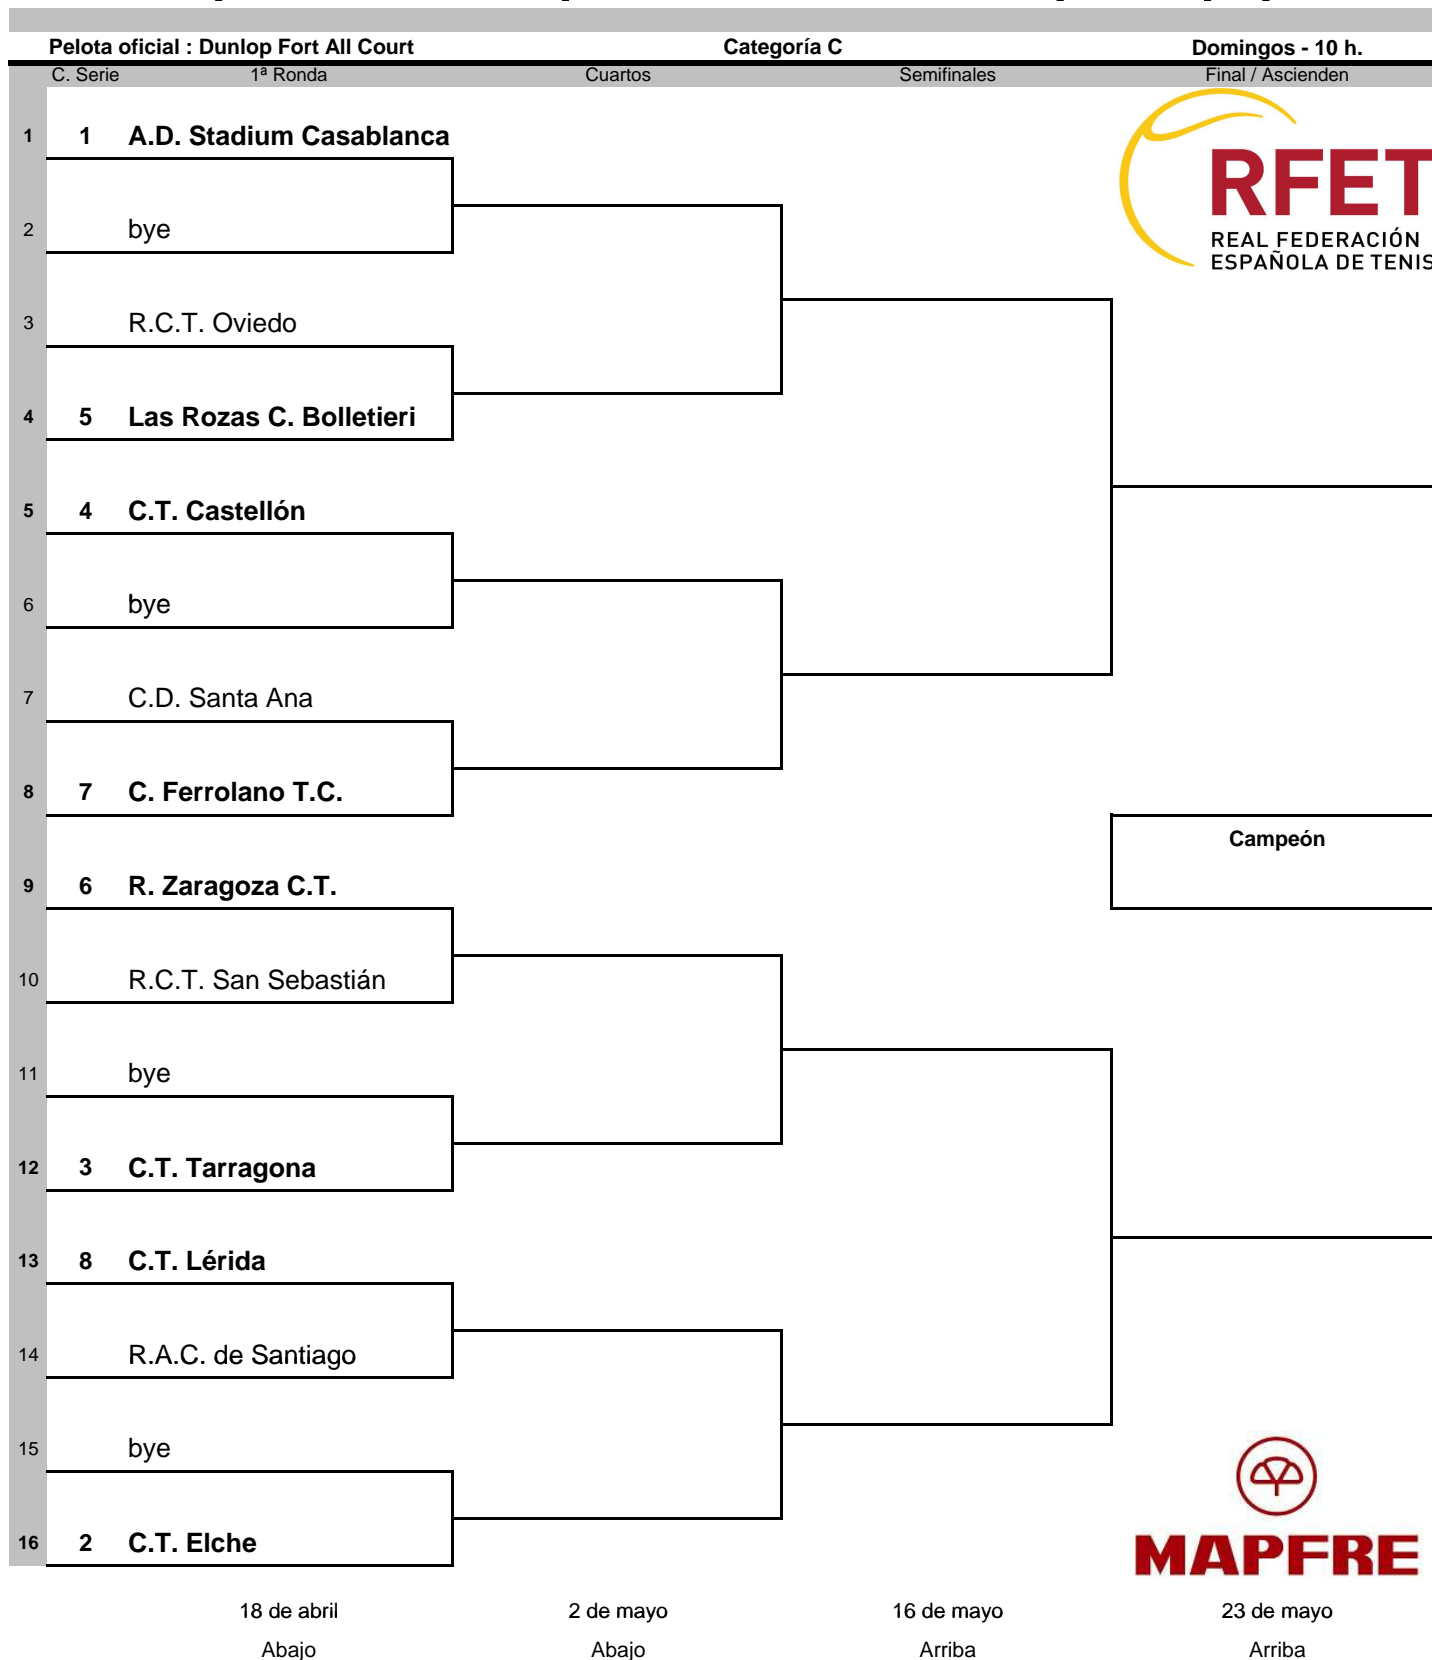 Pelota oficial : Dunlop Fort All Court Categoría C Domingos - 10 h.
C. Serie 1ª Ronda Cuartos Semifinales Final / Ascienden
1 1 A.D. Stadium Casablanca
RFET
2 bye
REAL FEDERACIÓN
ESPAÑOLA DE TENIS
3 R.C.T. Oviedo
4 5 Las Rozas C. Bolletieri
5 4 C.T. Castellón
6 bye
7 C.D. Santa Ana
8 7 C. Ferrolano T.C.
Campeón
9 6 R. Zaragoza C.T.
10 R.C.T. San Sebastián
11 bye
12 3 C.T. Tarragona
13 8 C.T. Lérida
14 R.A.C. de Santiago
15 bye
16 2 C.T. Elche
MAPFRE
18 de abril 2 de mayo 16 de mayo 23 de mayo
Abajo Abajo Arriba Arriba